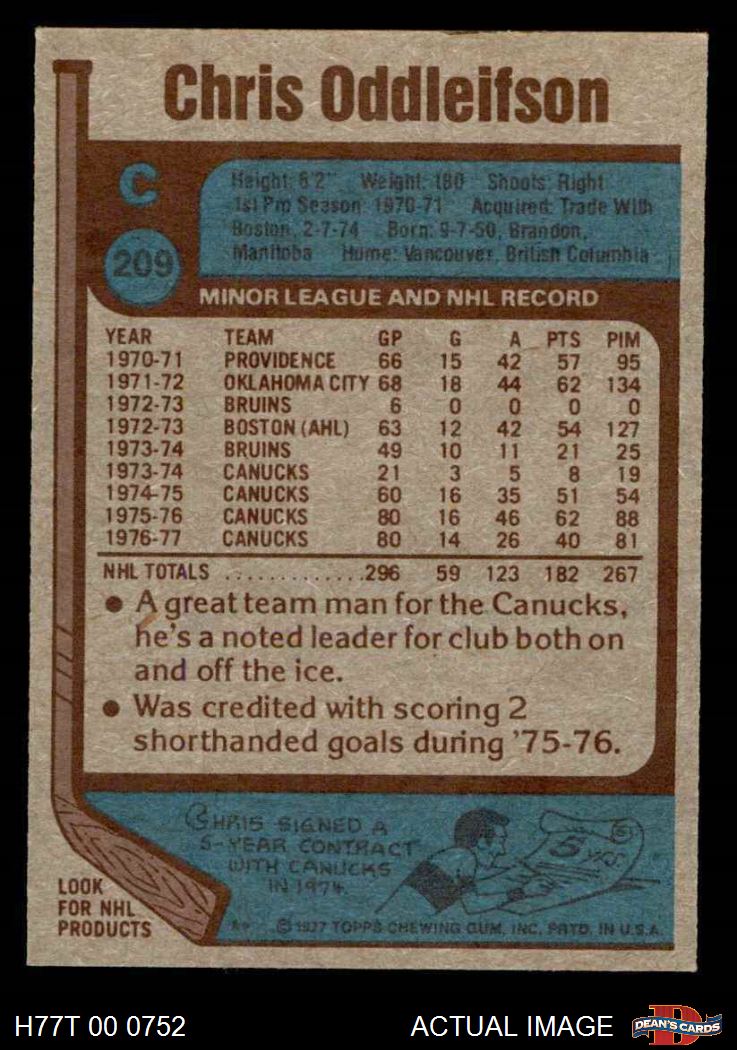 Chris Oddleifson
C
209
Height: 6'2" Weight: 180 Shoots: Right
1st Pro Season: 1970-71 Acquired: Trade With
Boston, 2-7-74 Born: 9-7-50, Brandon,
Manitoba Home: Vancouver, British Columbia
MINOR LEAGUE AND NHL RECORD
YEAR TEAM GP G A PTS PIM
1970-71 PROVIDENCE 66 15 42 57 95
1971-72 OKLAHOMA CITY 68 18 44 62 134
1972-73 BRUINS 6 0 0 0 0
1972-73 BOSTON (AHL) 63 12 42 54 127
1973-74 BRUINS 49 10 11 21 25
1973-74 CANUCKS 21 3 5 8 19
1974-75 CANUCKS 60 16 35 51 54
1975-76 CANUCKS 80 16 46 62 88
1976-77 CANUCKS 80 14 26 40 81
NHL TOTALS .............296 59 123 182 267
• A great team man for the Canucks,
he's a noted leader for club both on
and off the ice.
• Was credited with scoring 2
shorthanded goals during '75-76.
CHRIS SIGNED A
5-YEAR CONTRACT
WITH CANUCKS
IN 1974.
5 YRS.
LOOK
FOR NHL
PRODUCTS
© 1977 TOPPS CHEWING GUM, INC. PRTD. IN U.S.A.
H77T 00 0752 ACTUAL IMAGE
D
DEAN'S CARDS